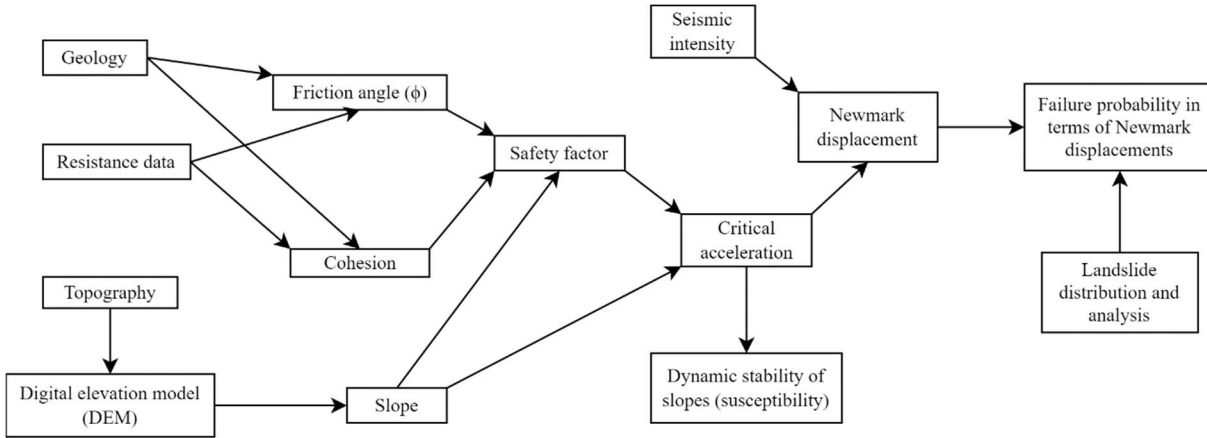 Geology
Resistance data
Topography
Digital elevation model
(DEM)
Friction angle (ϕ)
Cohesion
Slope
Safety factor
Seismic
intensity
Critical
acceleration
Dynamic stability of
slopes (susceptibility)
Newmark
displacement
Failure probability in
terms of Newmark
displacements
Landslide
distribution and
analysis